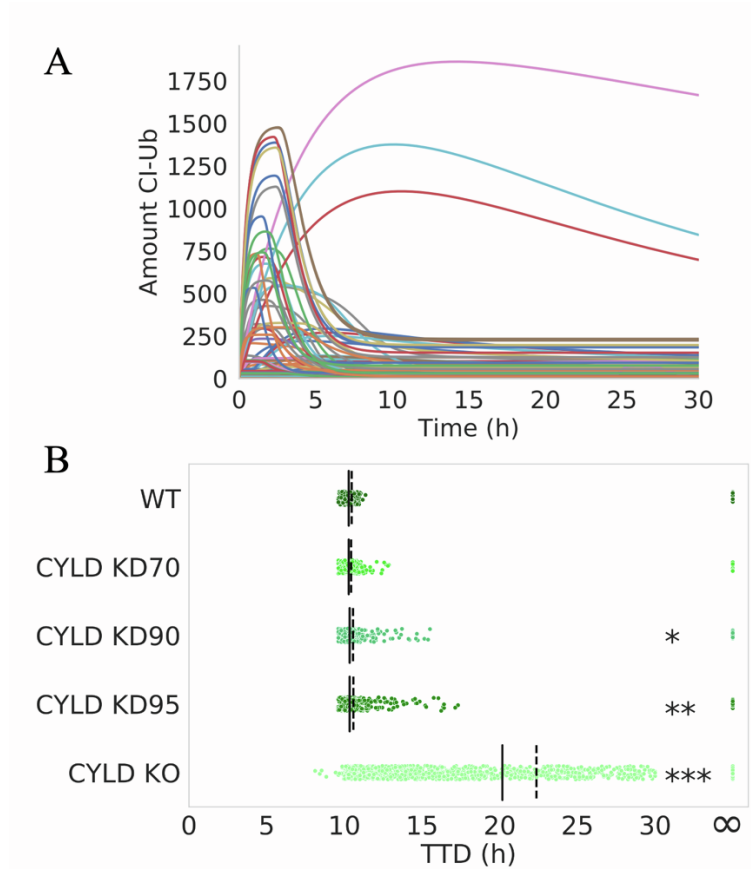 A
Amount CI-Ub
1750
1500
1250
1000
750
500
250
0
0 5 10 15 20 25 30
Time (h)
B
WT
CYLD KD70
CYLD KD90 *
CYLD KD95 **
CYLD KO ***
0 5 10 15 20 25 30 ∞
TTD (h)